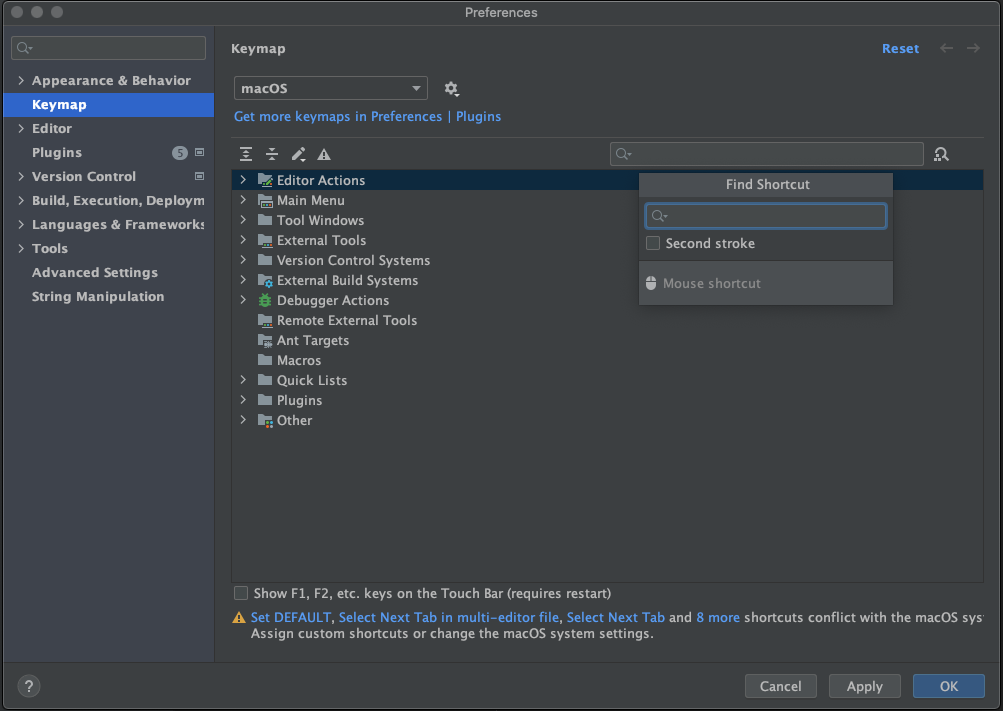 Preferences
Keymap
Reset
Appearance & Behavior
Keymap
Editor
Plugins 5
Version Control
Build, Execution, Deploym
Languages & Frameworks
Tools
Advanced Settings
String Manipulation
macOS
Get more keymaps in Preferences | Plugins
Editor Actions
Main Menu
Tool Windows
External Tools
Version Control Systems
External Build Systems
Debugger Actions
Remote External Tools
Ant Targets
Macros
Quick Lists
Plugins
Other
Find Shortcut
Second stroke
Mouse shortcut
Show F1, F2, etc. keys on the Touch Bar (requires restart)
Set DEFAULT, Select Next Tab in multi-editor file, Select Next Tab and 8 more shortcuts conflict with the macOS sys
Assign custom shortcuts or change the macOS system settings.
?
Cancel
Apply
OK